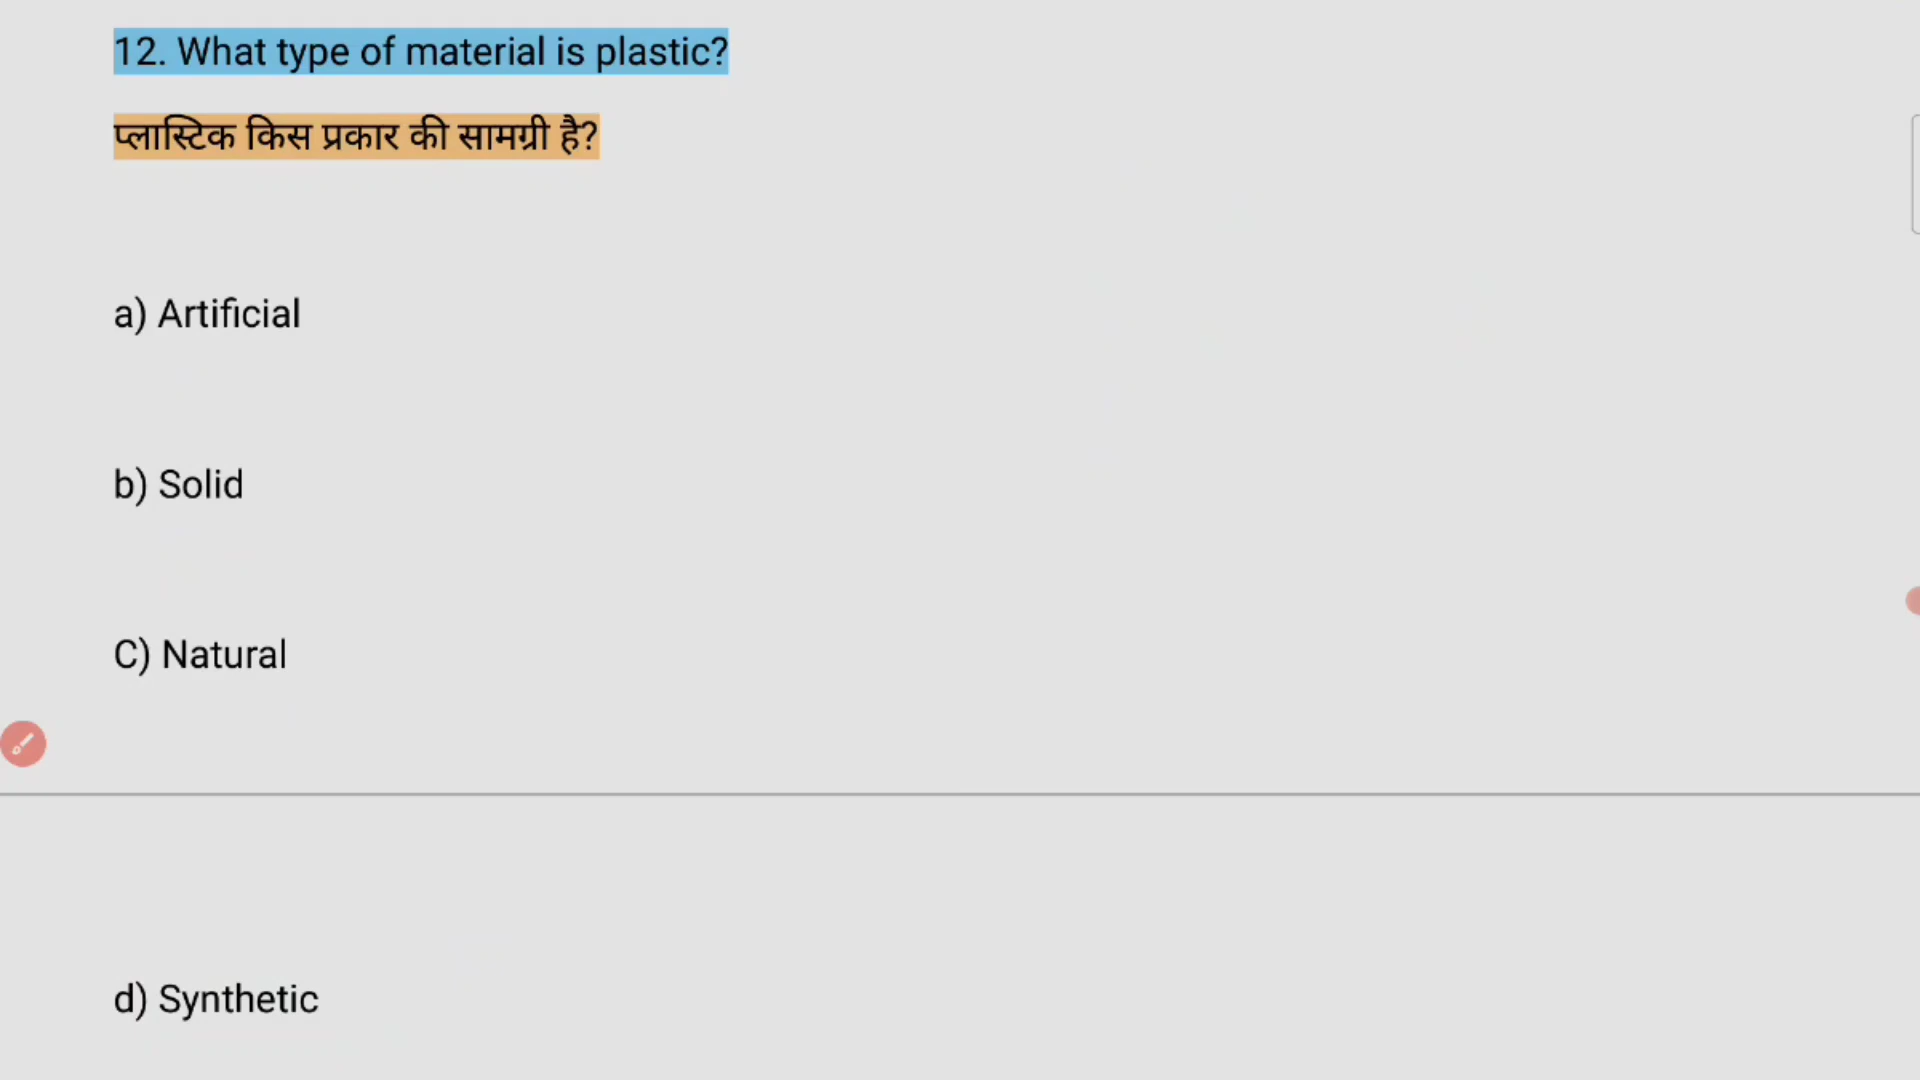 12. What type of material is plastic?
प्लास्टिक किस प्रकार की सामग्री है?
a) Artificial
b) Solid
C) Natural
d) Synthetic